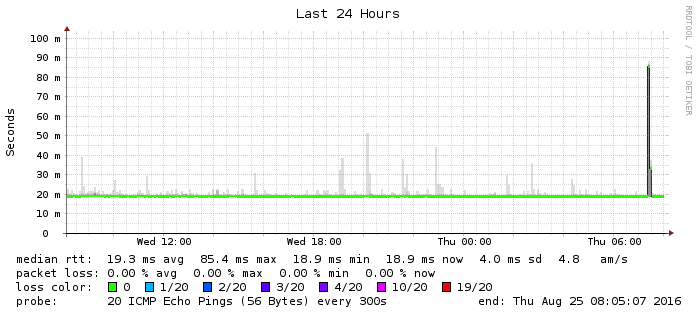 Last 24 Hours
RRDTOOL / TOBI OETIKER
Seconds
100 m
90 m
80 m
70 m
60 m
50 m
40 m
30 m
20 m
10 m
0
Wed 12:00 Wed 18:00 Thu 00:00 Thu 06:00
median rtt: 19.3 ms avg 85.4 ms max 18.9 ms min 18.9 ms now 4.0 ms sd 4.8 am/s
packet loss: 0.00 % avg 0.00 % max 0.00 % min 0.00 % now
loss color: 0 1/20 2/20 3/20 4/20 10/20 19/20
probe: 20 ICMP Echo Pings (56 Bytes) every 300s end: Thu Aug 25 08:05:07 2016